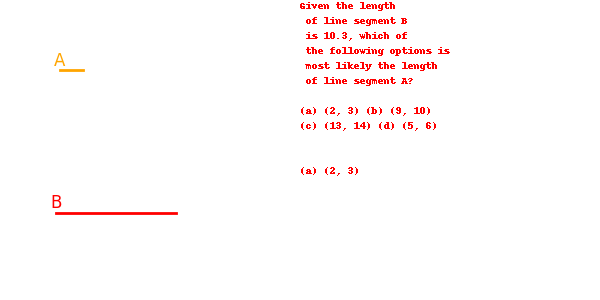 Given the length
of line segment B
is 10.3, which of
the following options is
most likely the length
of line segment A?
(a) (2, 3) (b) (9, 10)
(c) (13, 14) (d) (5, 6)
(a) (2, 3)
A
B